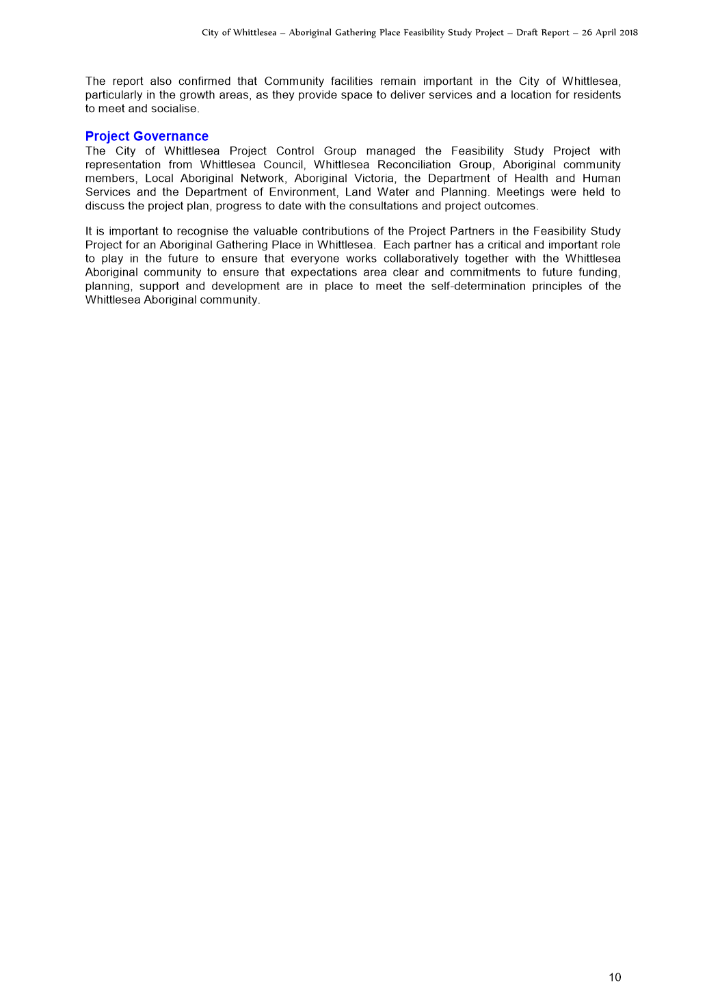 City of Whittlesea – Aboriginal Gathering Place Feasibility Study Project – Draft Report – 26 April 2018
The report also confirmed that Community facilities remain important in the City of Whittlesea,
particularly in the growth areas, as they provide space to deliver services and a location for residents
to meet and socialise.
Project Governance
The City of Whittlesea Project Control Group managed the Feasibility Study Project with
representation from Whittlesea Council, Whittlesea Reconciliation Group, Aboriginal community
members, Local Aboriginal Network, Aboriginal Victoria, the Department of Health and Human
Services and the Department of Environment, Land Water and Planning. Meetings were held to
discuss the project plan, progress to date with the consultations and project outcomes.
It is important to recognise the valuable contributions of the Project Partners in the Feasibility Study
Project for an Aboriginal Gathering Place in Whittlesea.  Each partner has a critical and important role
to play in the future to ensure that everyone works collaboratively together with the Whittlesea
Aboriginal community to ensure that expectations area clear and commitments to future funding,
planning, support and development are in place to meet the self-determination principles of the
Whittlesea Aboriginal community.
10